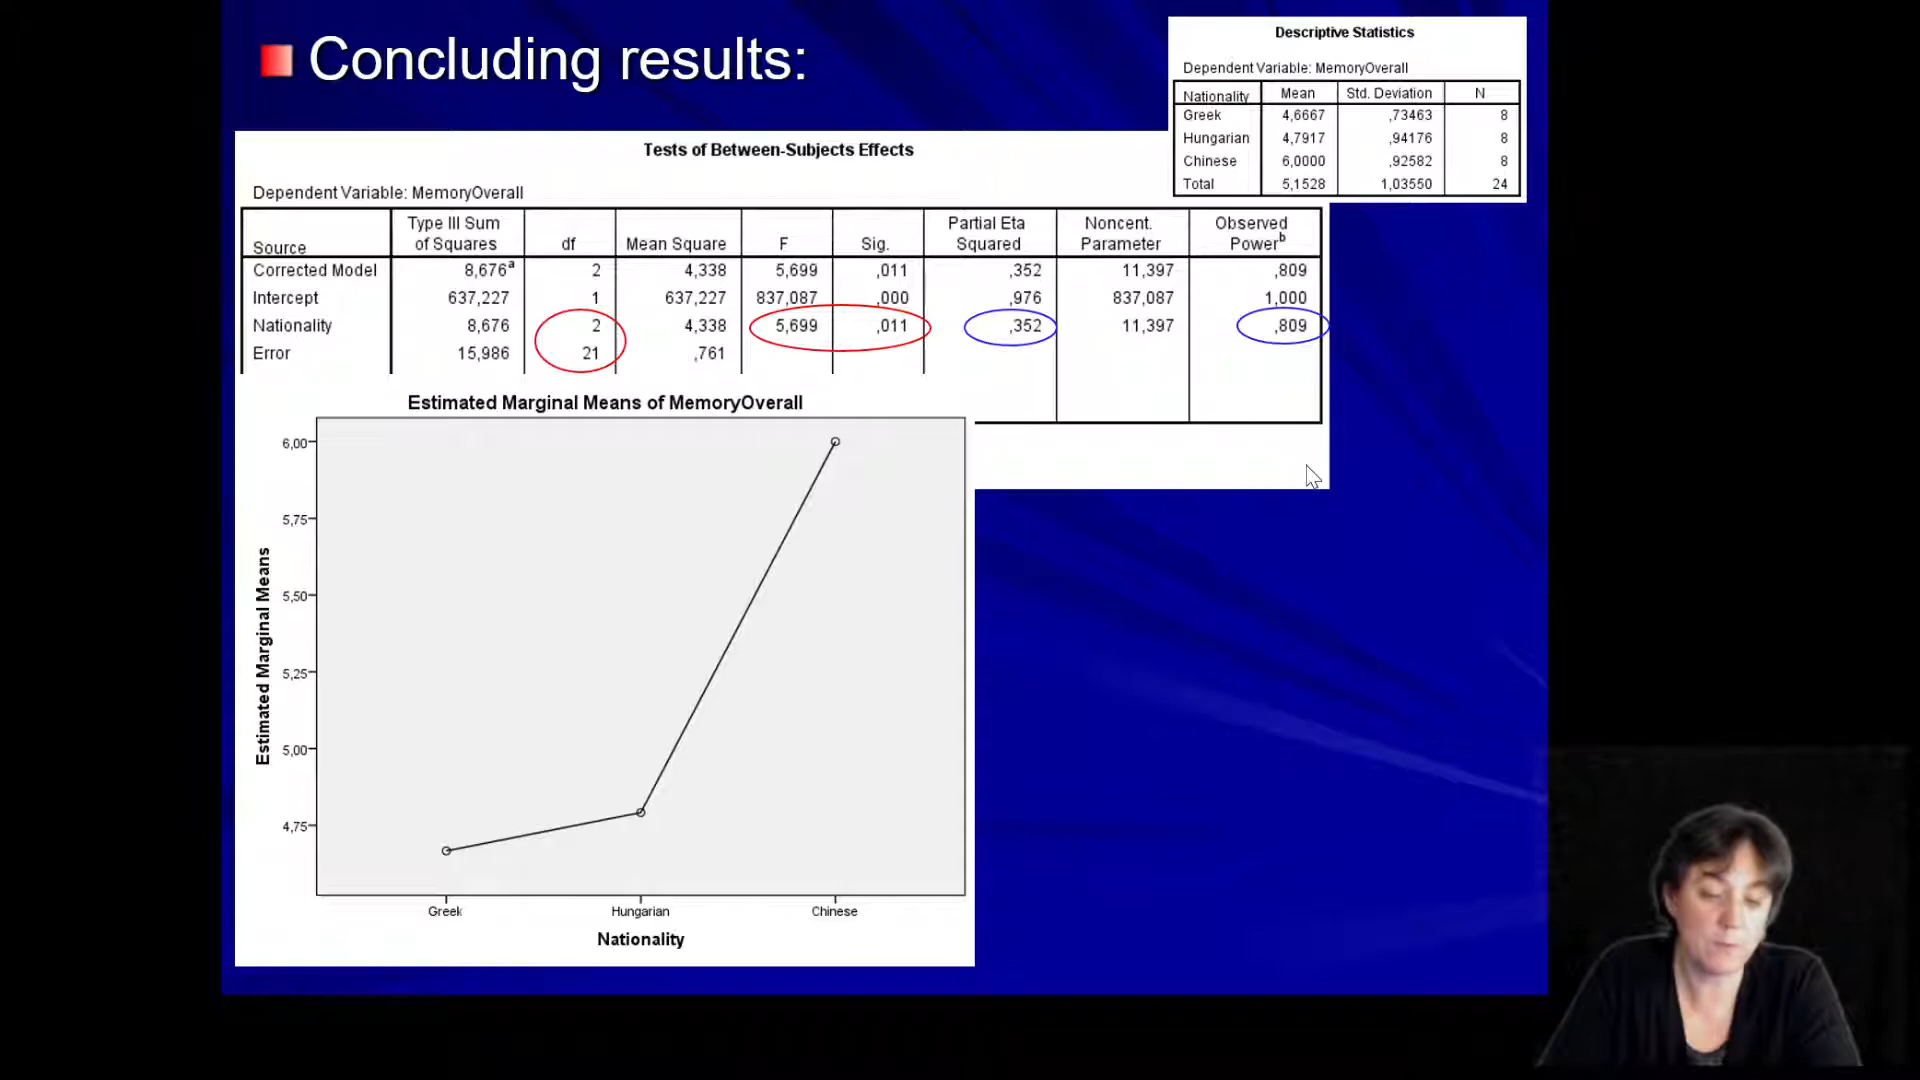 Concluding results:
Descriptive Statistics
Dependent Variable: MemoryOverall
Nationality Mean Std. Deviation N
Greek 4,6667 ,73463 8
Hungarian 4,7917 ,94176 8
Chinese 6,0000 ,92582 8
Total 5,1528 1,03550 24
Tests of Between-Subjects Effects
Dependent Variable: MemoryOverall
Source Type III Sum of Squares df Mean Square F Sig. Partial Eta Squared Noncent. Parameter Observed Power^b
Corrected Model 8,676^a 2 4,338 5,699 ,011 ,352 11,397 ,809
Intercept 637,227 1 637,227 837,087 ,000 ,976 837,087 1,000
Nationality 8,676 2 4,338 5,699 ,011 ,352 11,397 ,809
Error 15,986 21 ,761
Estimated Marginal Means of MemoryOverall
Estimated Marginal Means
6,00
5,75
5,50
5,25
5,00
4,75
Greek Hungarian Chinese
Nationality